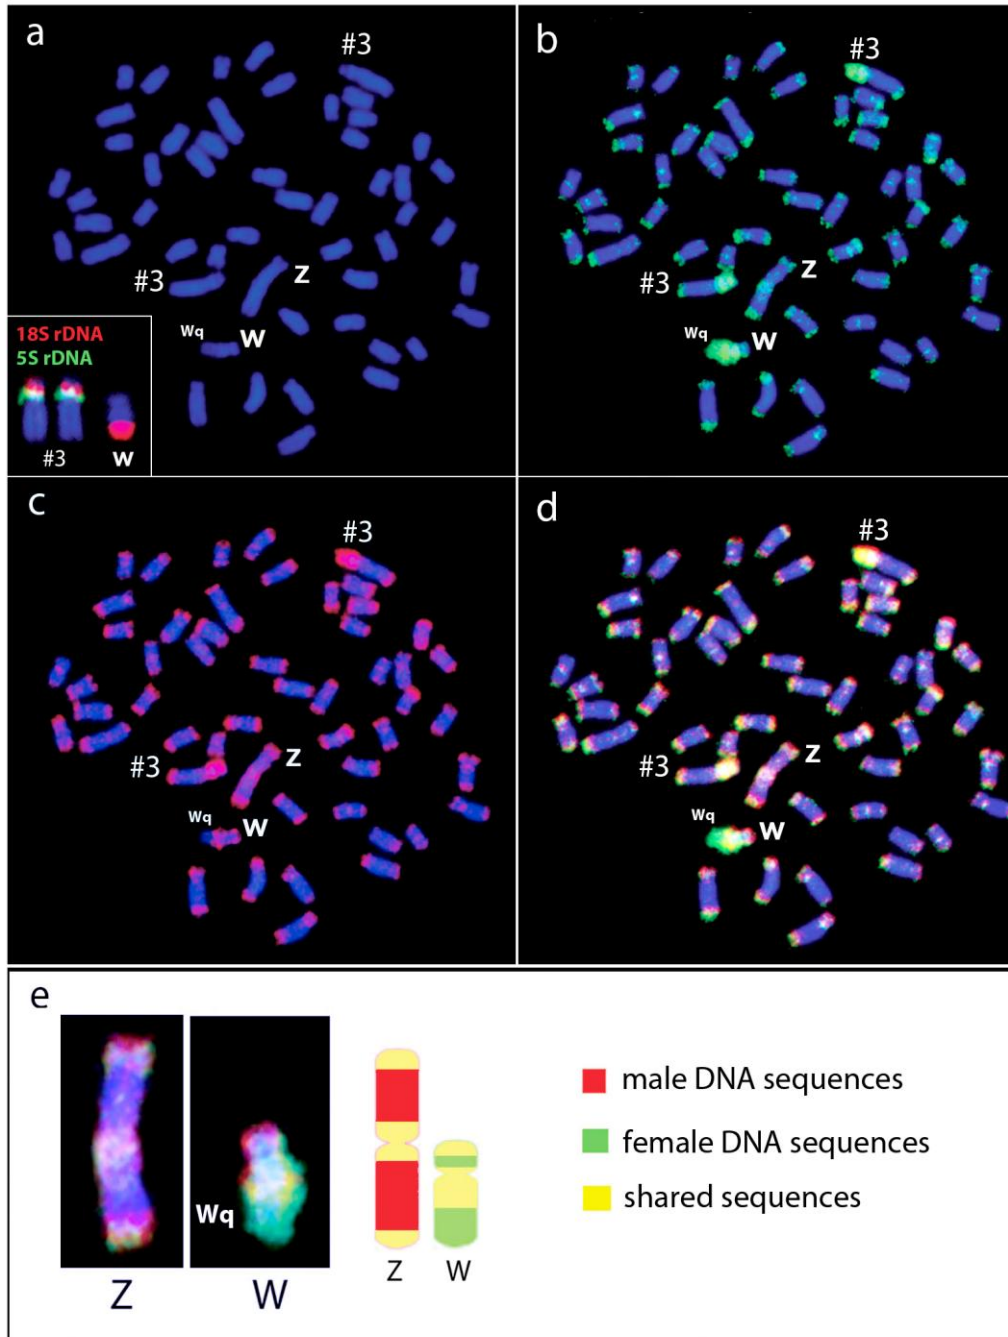 a
#3
#3
Z
Wq
W
18S rDNA
5S rDNA
#3
W
b
#3
#3
Z
Wq
W
c
#3
#3
Z
Wq
W
d
#3
#3
Z
Wq
W
e
Wq
Z
W
Z
W
male DNA sequences
female DNA sequences
shared sequences